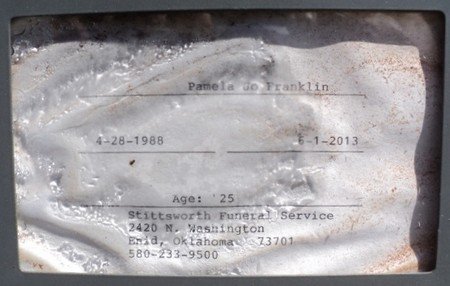 Pamela Jo Franklin
4-28-1988 6-1-2013
Age: 25
Stittsworth Funeral Service
2420 N. Washington
Enid, Oklahoma 73701
580-233-9500